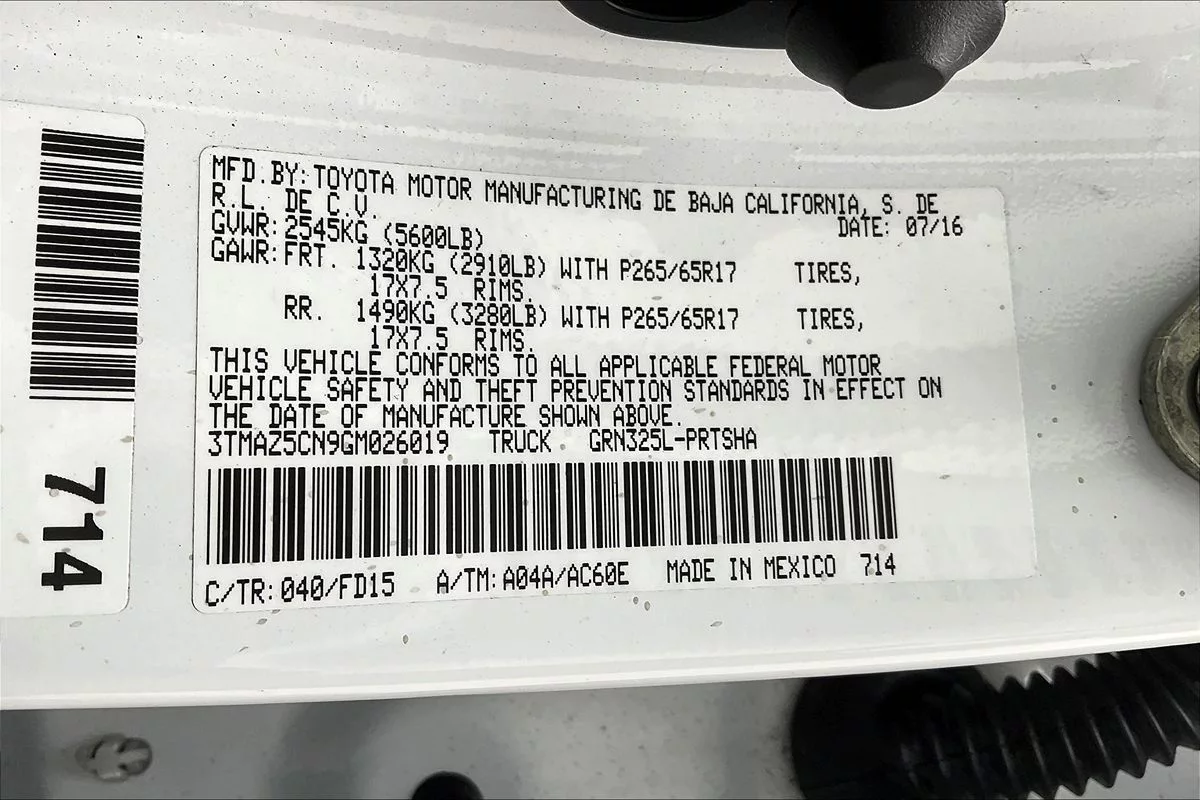 MFD.BY:TOYOTA MOTOR MANUFACTURING DE BAJA CALIFORNIA, S. DE
R.L. DE C.V.
DATE: 07/16
GVWR:2545KG (5600LB)
GAWR:FRT. 1320KG (2910LB) WITH P265/65R17 TIRES,
17X7.5 RIMS.
RR. 1490KG (3280LB) WITH P265/65R17 TIRES,
17X7.5 RIMS.
THIS VEHICLE CONFORMS TO ALL APPLICABLE FEDERAL MOTOR
VEHICLE SAFETY AND THEFT PREVENTION STANDARDS IN EFFECT ON
THE DATE OF MANUFACTURE SHOWN ABOVE.
3TMAZ5CN9GM026019 TRUCK GRN325L-PRTSHA
C/TR:040/FD15 A/TM:A04A/AC60E MADE IN MEXICO 714
714